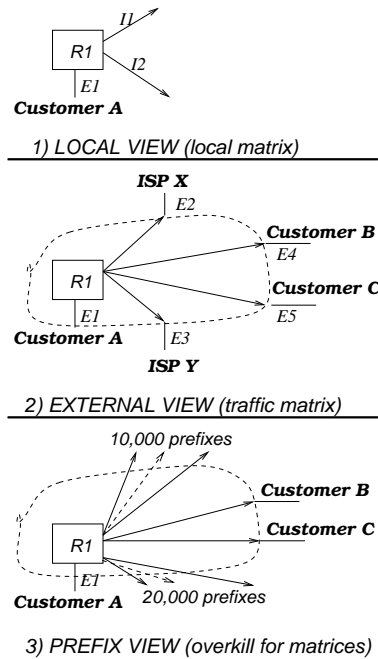 I1
R1
I2
E1
Customer A
1) LOCAL VIEW (local matrix)
ISP X
E2
Customer B
E4
R1
Customer C
E1
E5
Customer A
E3
ISP Y
2) EXTERNAL VIEW (traffic matrix)
10,000 prefixes
Customer B
Customer C
R1
E1
Customer A
20,000 prefixes
3) PREFIX VIEW (overkill for matrices)